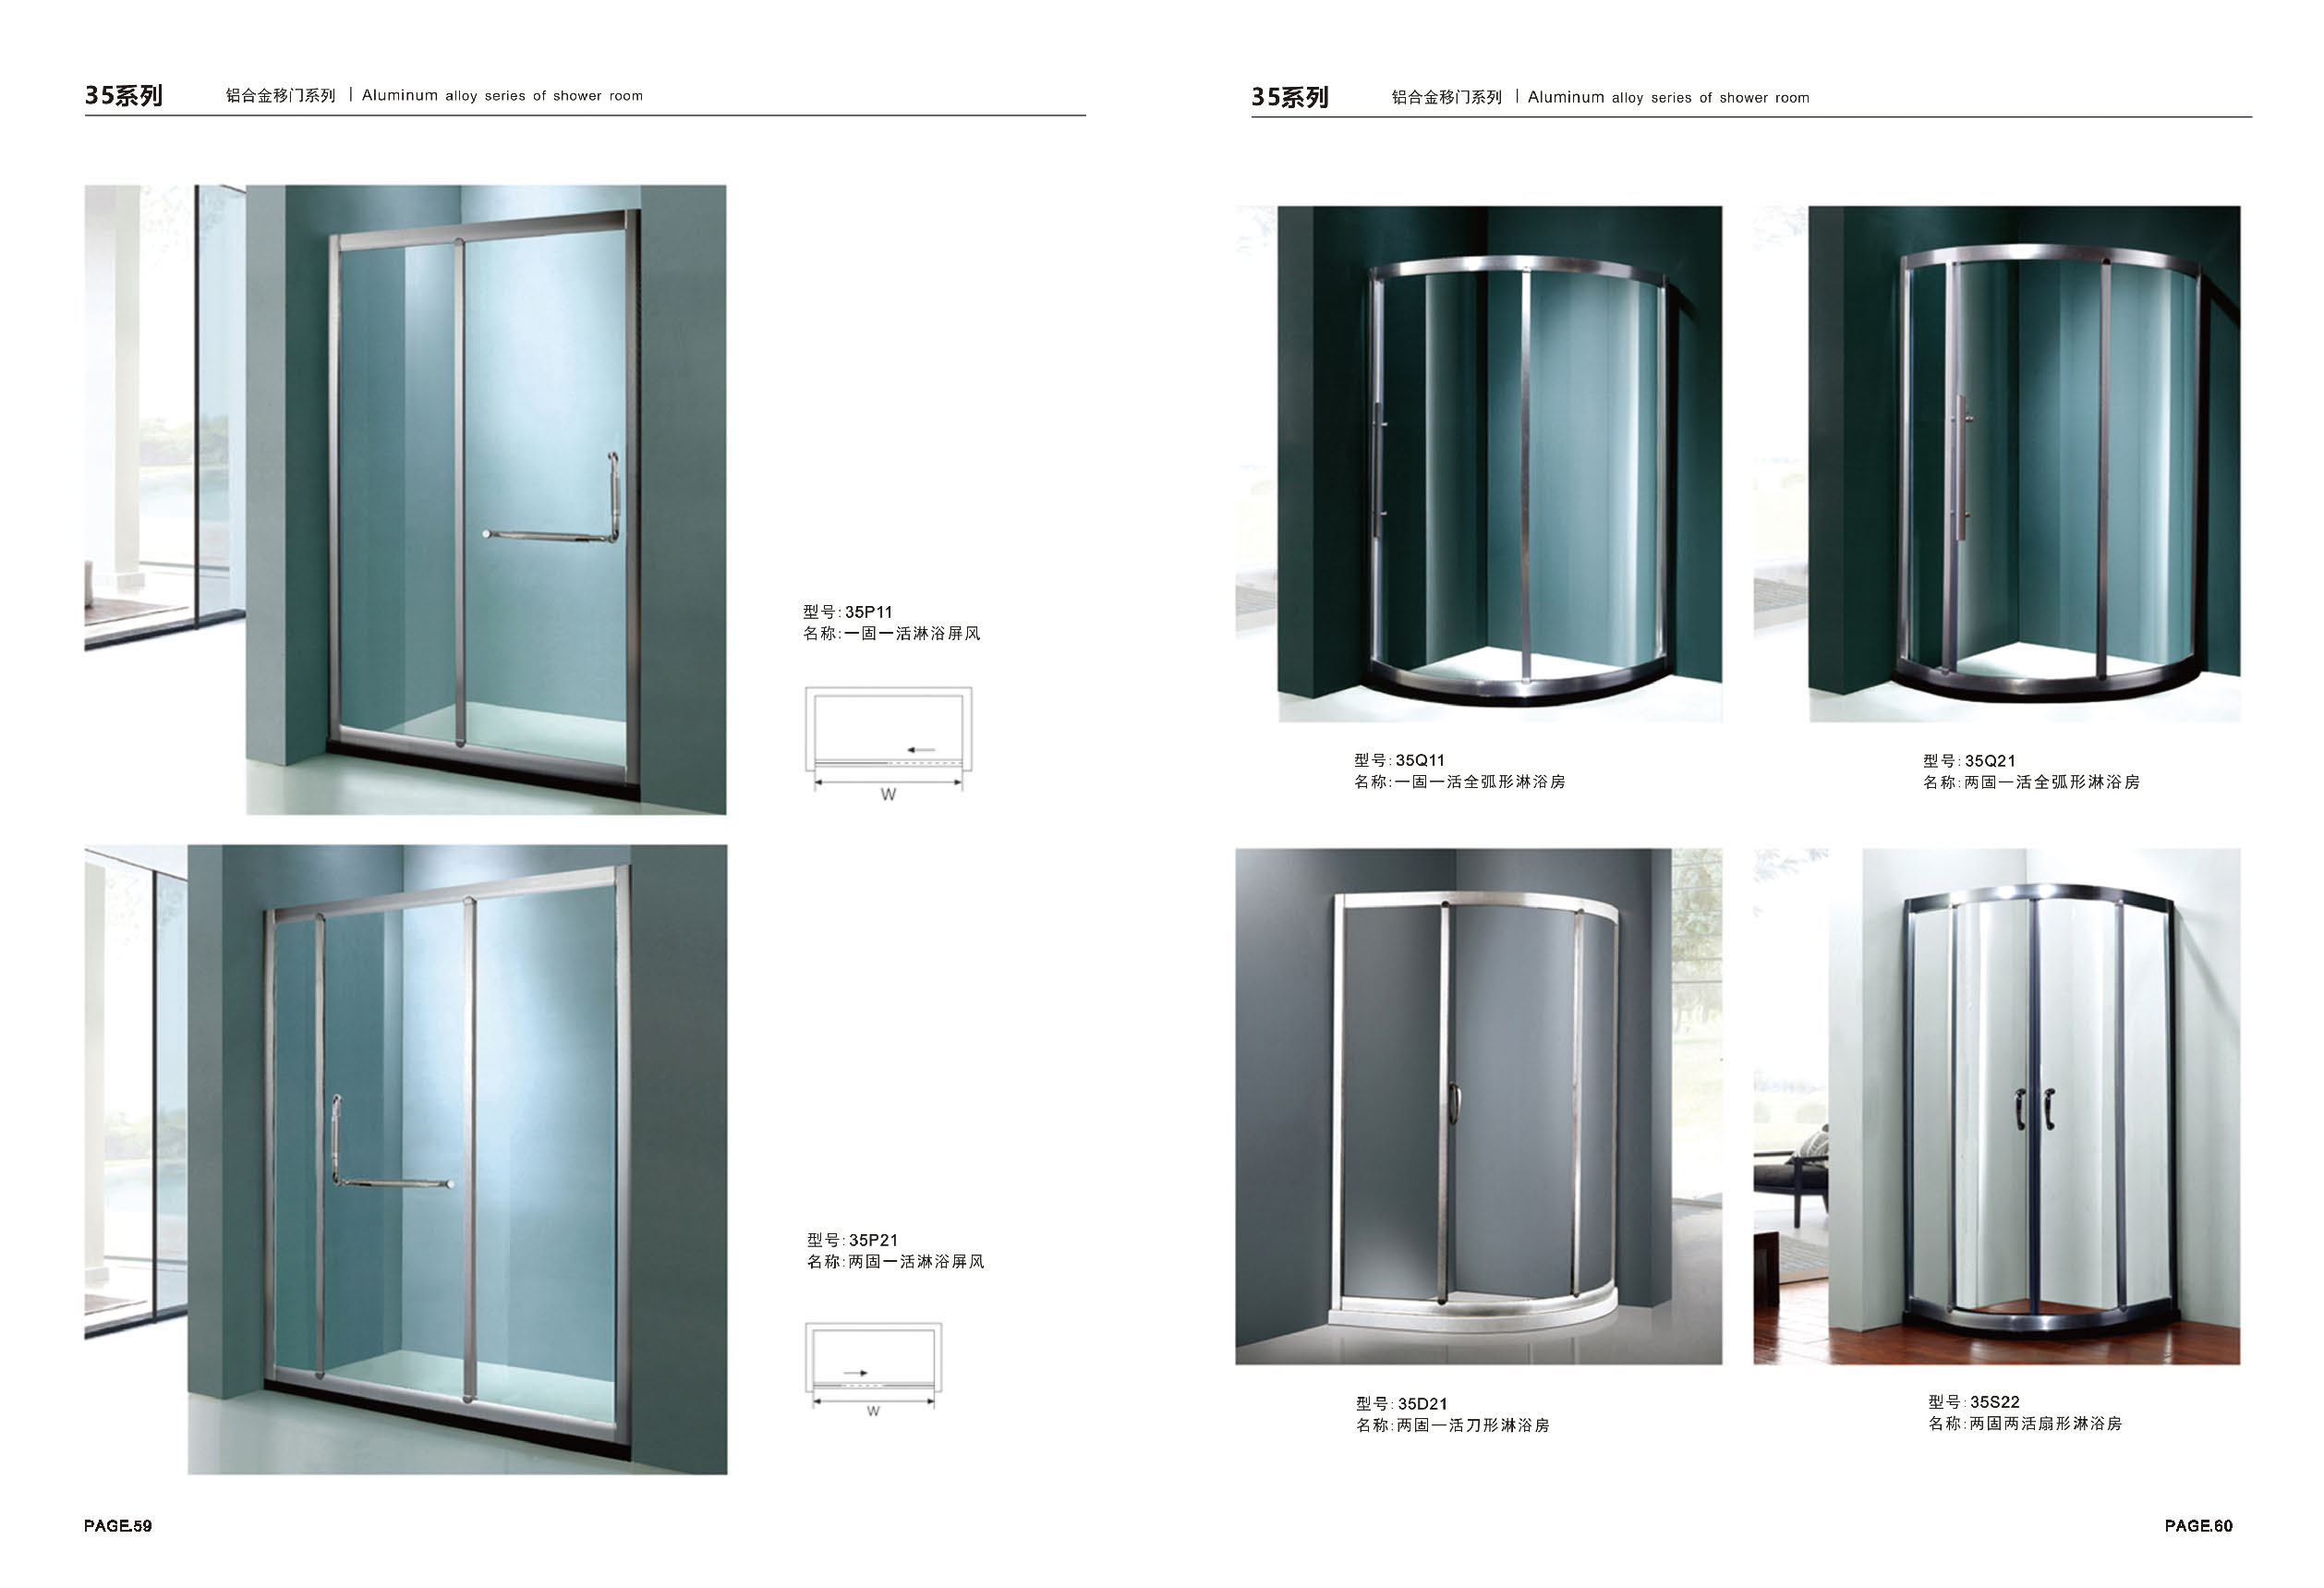 35系列 铝合金移门系列 | Aluminum alloy series of shower room
型号: 35P11
名称:一固一活淋浴屏风
W
型号: 35P21
名称:两固一活淋浴屏风
W
PAGE.59
35系列 铝合金移门系列 | Aluminum alloy series of shower room
型号: 35Q11
名称:一固一活全弧形淋浴房
型号: 35Q21
名称:两固一活全弧形淋浴房
型号: 35D21
名称:两固一活刀形淋浴房
型号: 35S22
名称:两固两活扇形淋浴房
PAGE.60